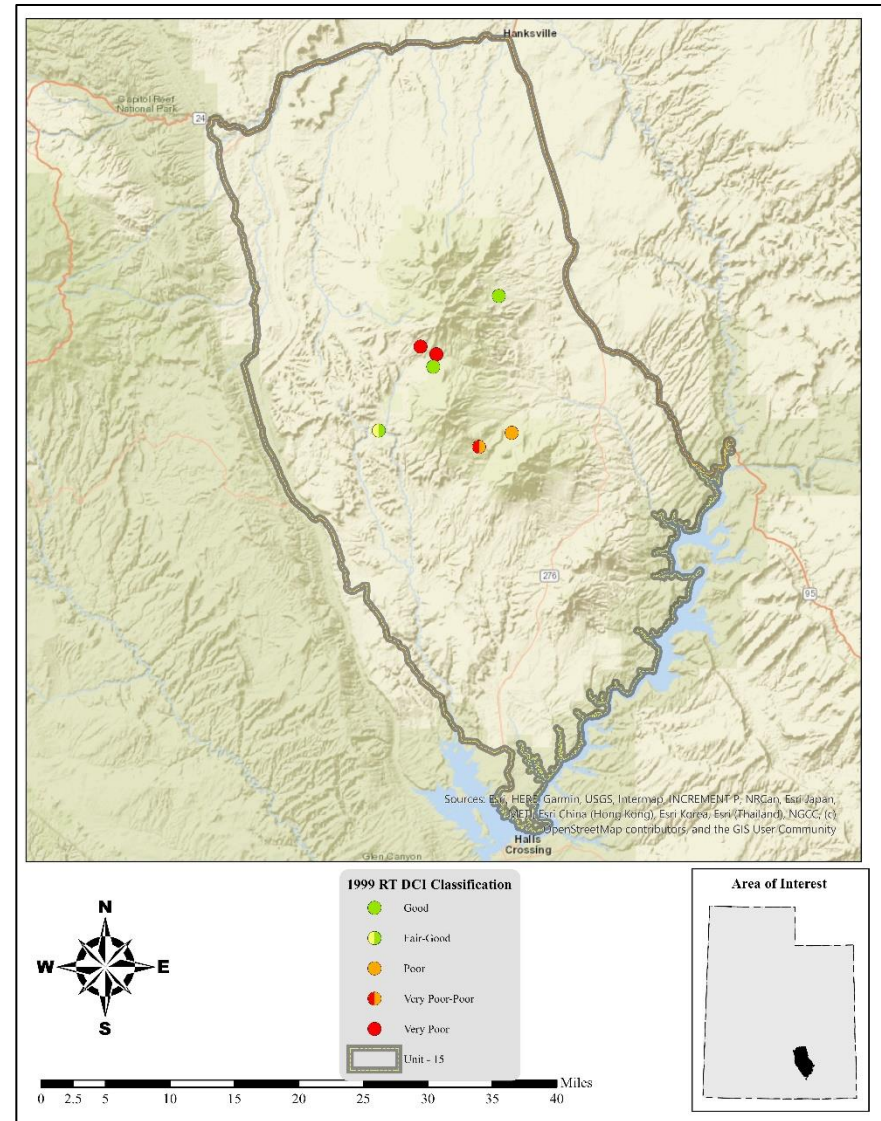 Hanksville
Capitol Reef
National Park
24
276
95
Sources: Esri, HERE, Garmin, USGS, Intermap, INCREMENT P, NRCan, Esri Japan,
METI, Esri China (Hong Kong), Esri Korea, Esri (Thailand), NGCC, (c)
OpenStreetMap contributors, and the GIS User Community
Halls
Crossing
Glen Canyon
1999 RT DCI Classification
Good
Fair-Good
Poor
Very Poor-Poor
Very Poor
Unit - 15
N
W
E
S
Miles
0 2.5 5 10 15 20 25 30 35 40
Area of Interest